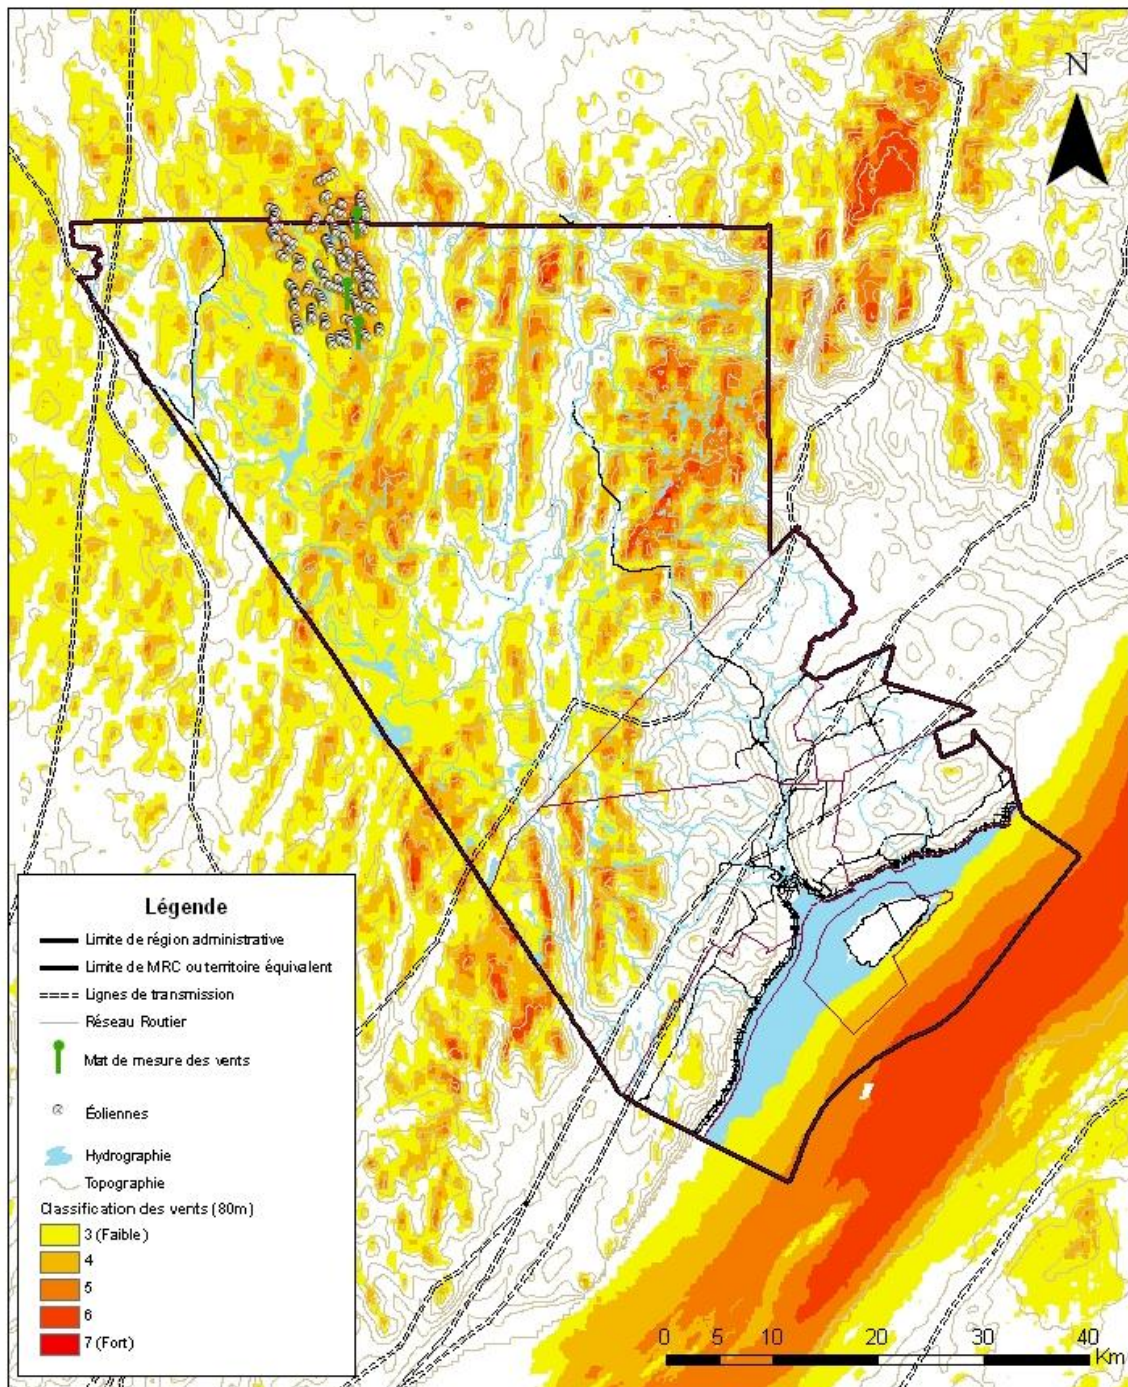 N
Légende
Limite de région administrative
Limite de MRC ou territoire équivalent
Lignes de transmission
Réseau Routier
Mat de mesure des vents
Éoliennes
Hydrographie
Topographie
Classification des vents (80m)
3 (Faible)
4
5
6
7 (Fort)
0 5 10 20 30 40
Km